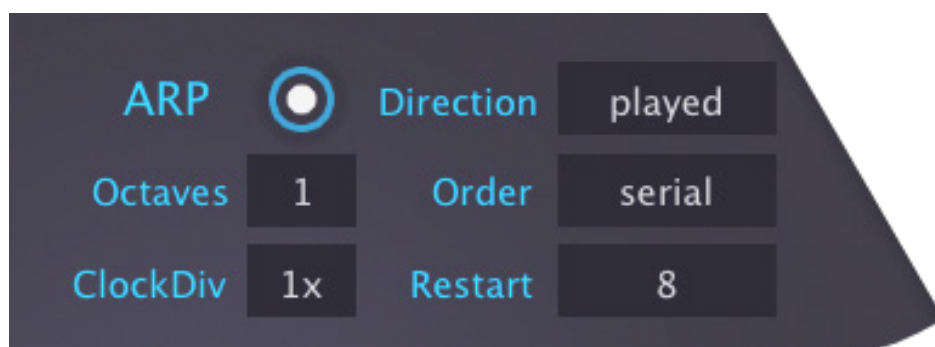 ARP Direction played
Octaves 1 Order serial
ClockDiv 1x Restart 8